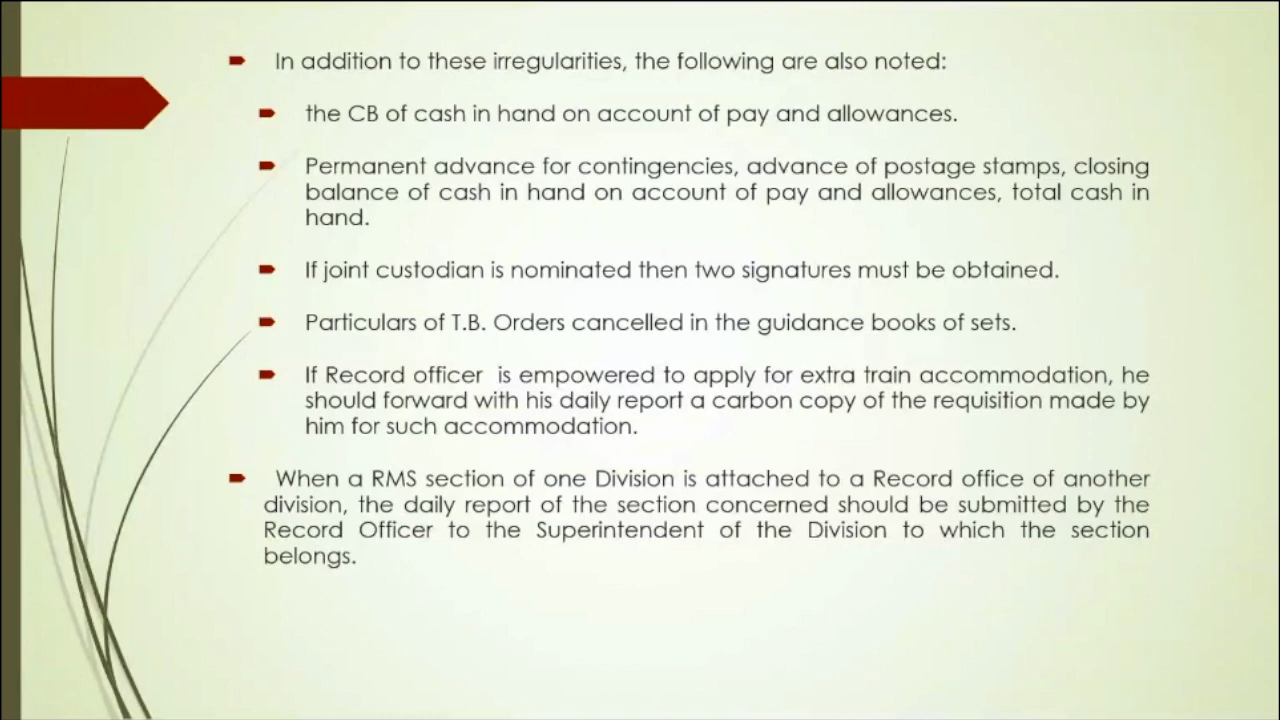 In addition to these irregularities, the following are also noted:
the CB of cash in hand on account of pay and allowances.
Permanent advance for contingencies, advance of postage stamps, closing
balance of cash in hand on account of pay and allowances, total cash in
hand.
If joint custodian is nominated then two signatures must be obtained.
Particulars of T.B. Orders cancelled in the guidance books of sets.
If Record officer is empowered to apply for extra train accommodation, he
should forward with his daily report a carbon copy of the requisition made by
him for such accommodation.
When a RMS section of one Division is attached to a Record office of another
division, the daily report of the section concerned should be submitted by the
Record Officer to the Superintendent of the Division to which the section
belongs.